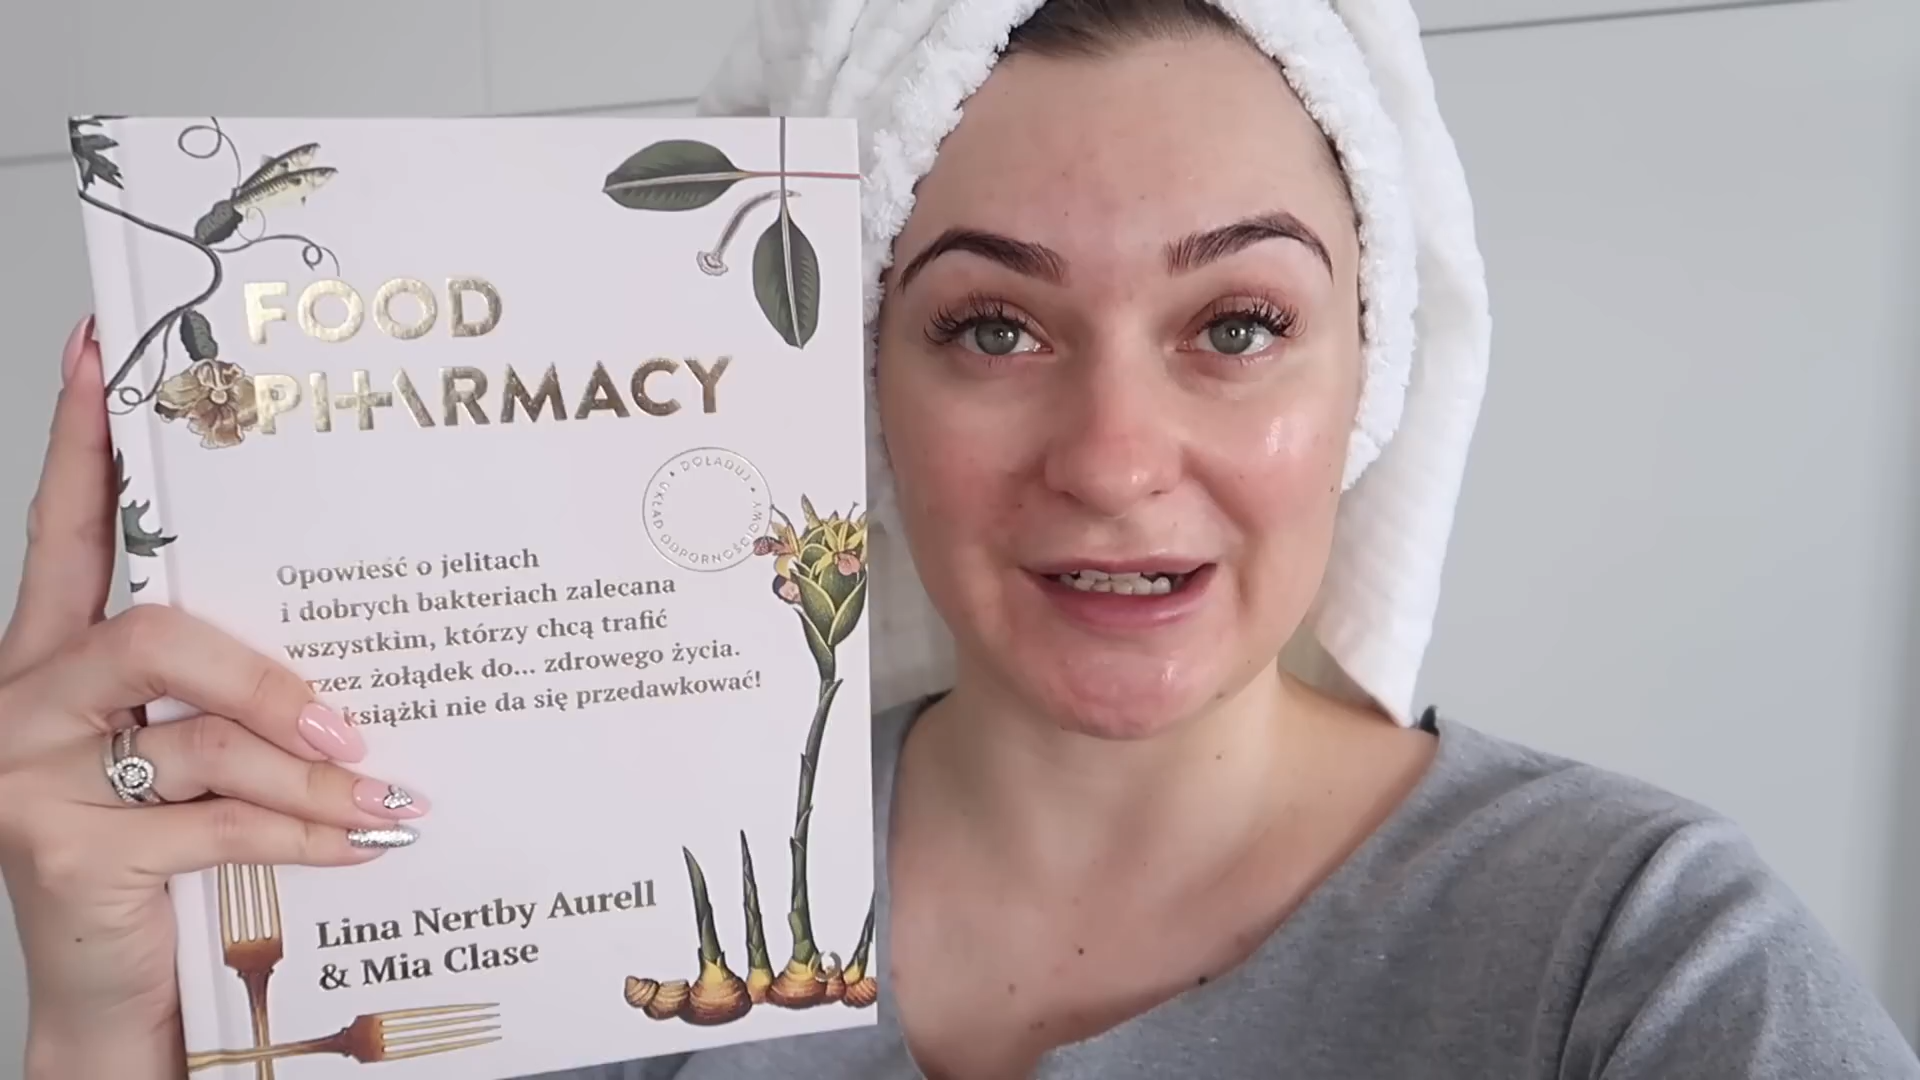 FOOD
PHARMACY
DOŁADUJ • UKŁAD ODPORNOŚCIOWY •
Opowieść o jelitach
i dobrych bakteriach zalecana
wszystkim, którzy chcą trafić
żołądek do... zdrowego życia.
książki nie da się przedawkować!
Lina Nertby Aurell
& Mia Clase